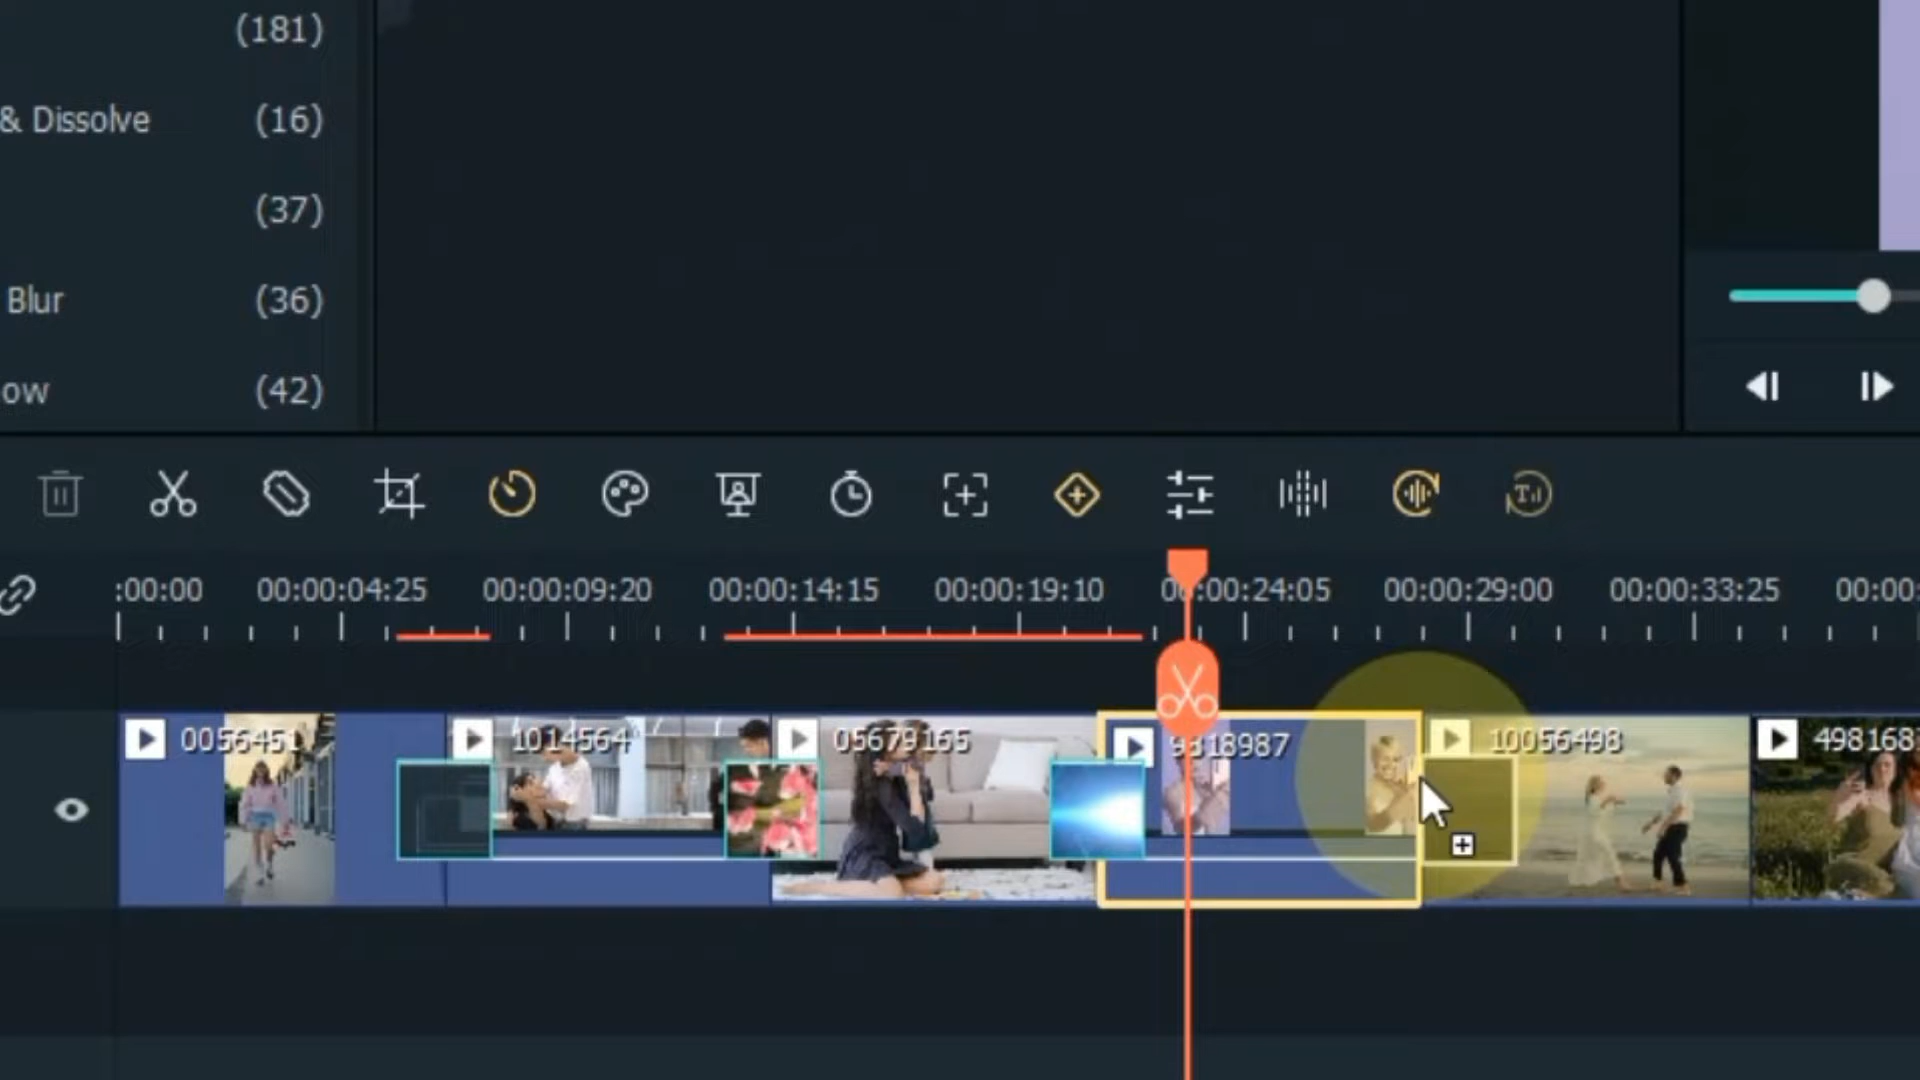 (181)
& Dissolve (16)
(37)
Blur (36)
ow (42)
:00:00 00:00:04:25 00:00:09:20 00:00:14:15 00:00:19:10 00:00:24:05 00:00:29:00 00:00:33:25 00:00:
0056451 1014564 05679165 9318987 10056498 498168